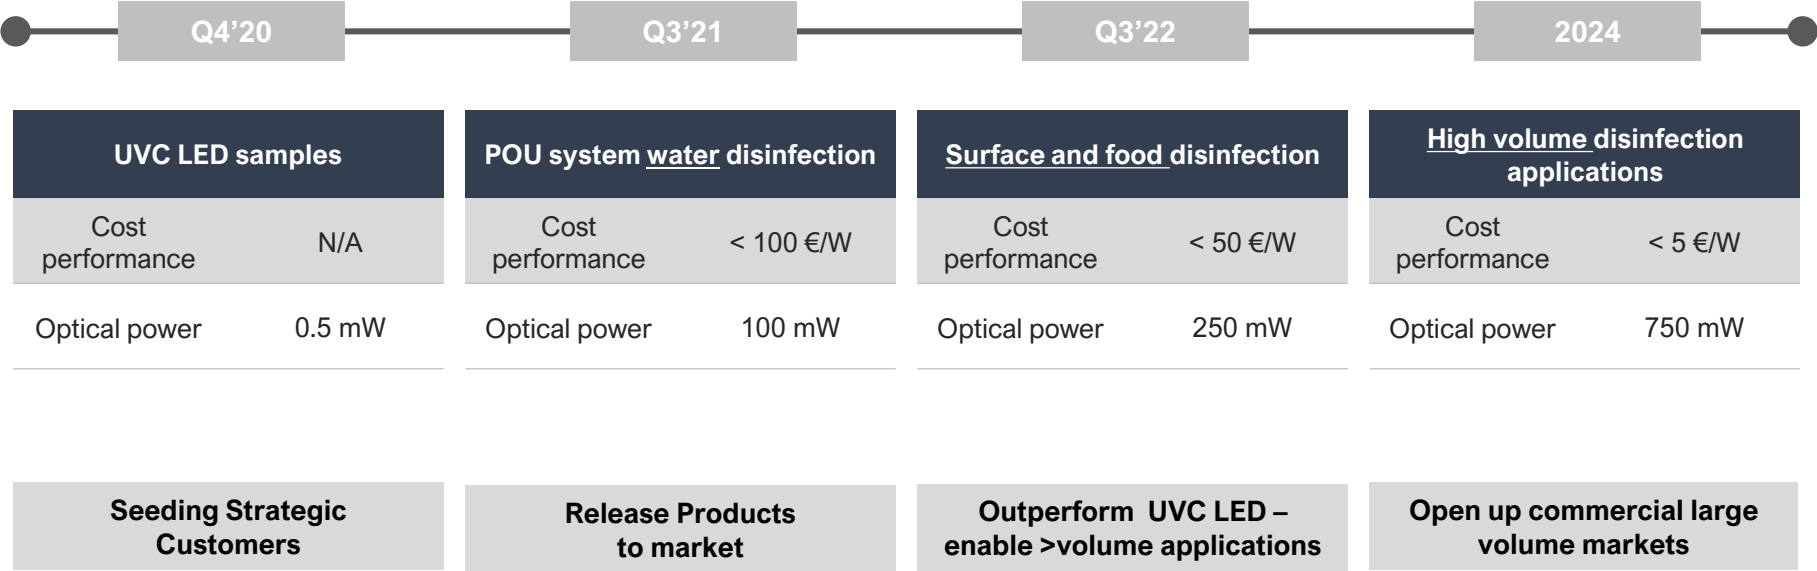 Q4’20
Q3’21
Q3’22
2024
UVC LED samples
Cost
performance
N/A
Optical power
0.5 mW
Seeding Strategic
Customers
POU system water disinfection
Cost
performance
< 100 €/W
Optical power
100 mW
Release Products
to market
Surface and food disinfection
Cost
performance
< 50 €/W
Optical power
250 mW
Outperform UVC LED –
enable >volume applications
High volume disinfection
applications
Cost
performance
< 5 €/W
Optical power
750 mW
Open up commercial large
volume markets